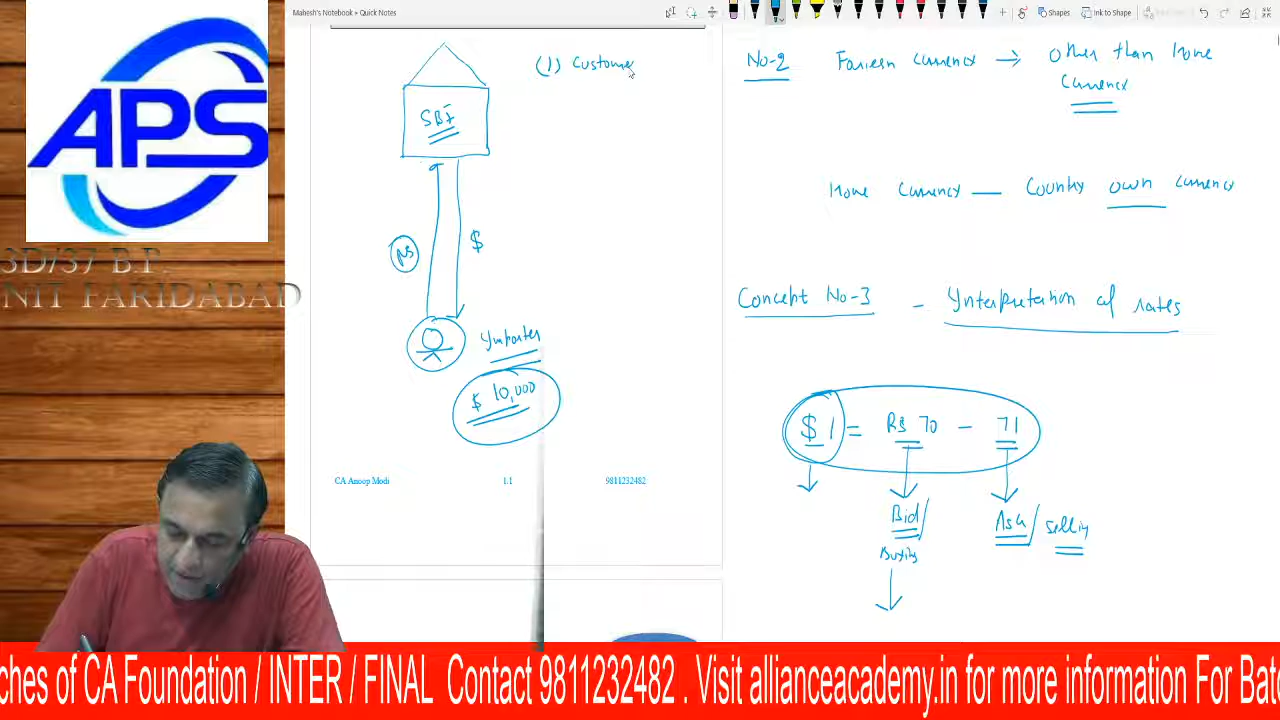 Mahesh's Notebook » Quick Notes
Shapes
Ink to Shape
APS
3D/37 B.P.
NIT FARIDABAD
SBI
(1) Customer
Rs
$
Importer
$ 10,000
CA Anoop Modi
1.1
9811232482
No-2
Foriegn currency → other than Home
currency
Home currency — Country own currency
Concept No-3 - Interpretation of rates
$ 1 = Rs 70 - 71
Bid/
Buying
Ask/ Selling
ches of CA Foundation / INTER / FINAL Contact 9811232482 . Visit allianceacademy.in for more information For Bat